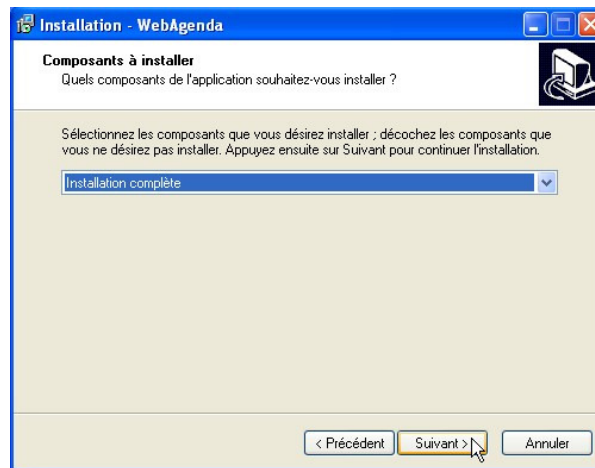 Installation - WebAgenda
Composants à installer
Quels composants de l'application souhaitez-vous installer ?
Sélectionnez les composants que vous désirez installer ; décochez les composants que
vous ne désirez pas installer. Appuyez ensuite sur Suivant pour continuer l'installation.
Installation complète
< Précédent Suivant > Annuler